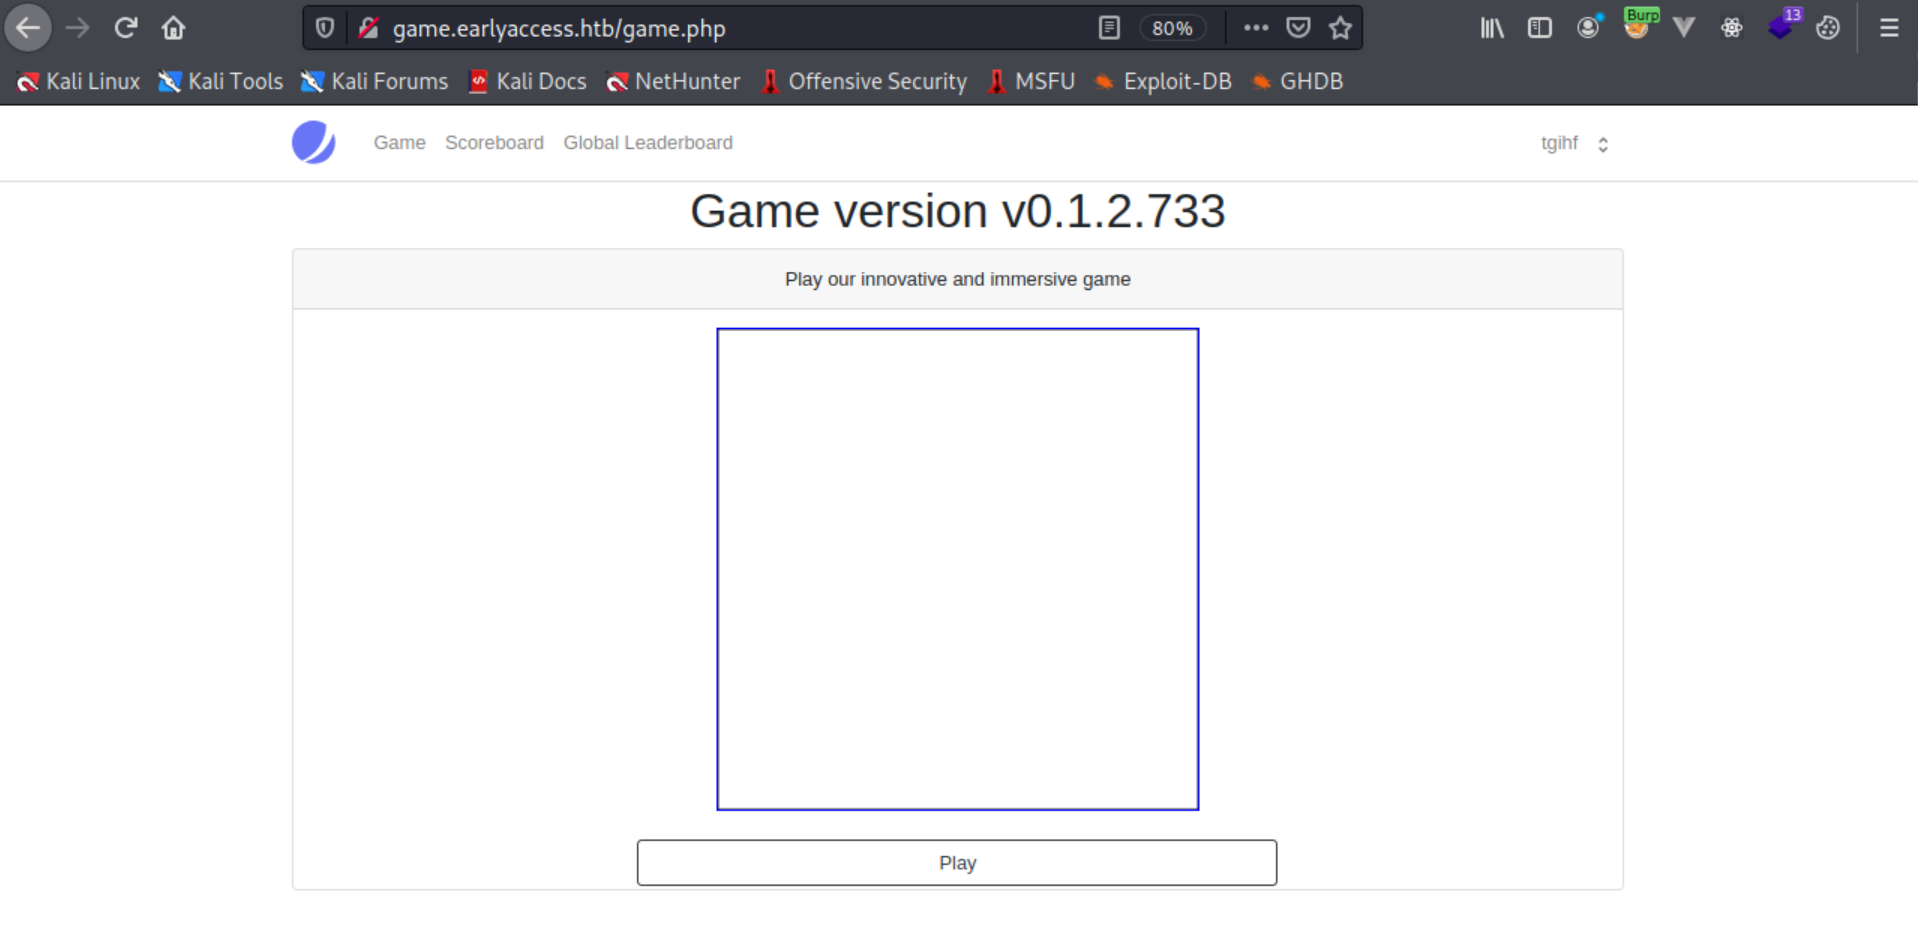 game.earlyaccess.htb/game.php 80% Burp 13
Kali Linux Kali Tools Kali Forums Kali Docs NetHunter Offensive Security MSFU Exploit-DB GHDB
Game Scoreboard Global Leaderboard tgihf
Game version v0.1.2.733
Play our innovative and immersive game
Play